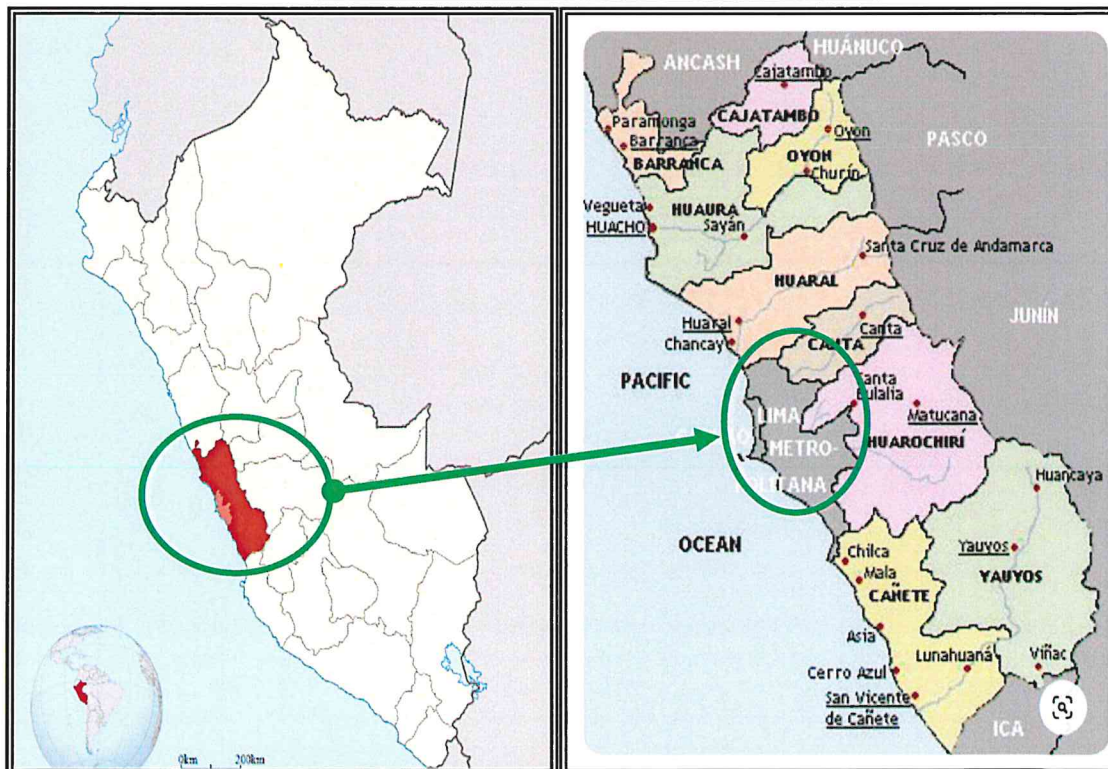 0km 200km
HUÁNUCO
ANCASH
Cajatambo
CAJATAMBO
Paramonga
Barranca
BARRANCA
Oyon
OYON
Churín
PASCO
Vegueta
HUACHO
HUAURA
Sayán
Santa Cruz de Andamarca
HUARAL
JUNÍN
Huaral
Chancay
Canta
CANTA
PACIFIC
Santa
Eulalia
Matucana
LIMA
METRO-
POLITANA
HUAROCHIRÍ
Huancaya
OCEAN
Chilca
Mala
CAÑETE
Yauyos
YAUYOS
Asia
Lunahuaná
Viñac
Cerro Azul
San Vicente
de Cañete
ICA